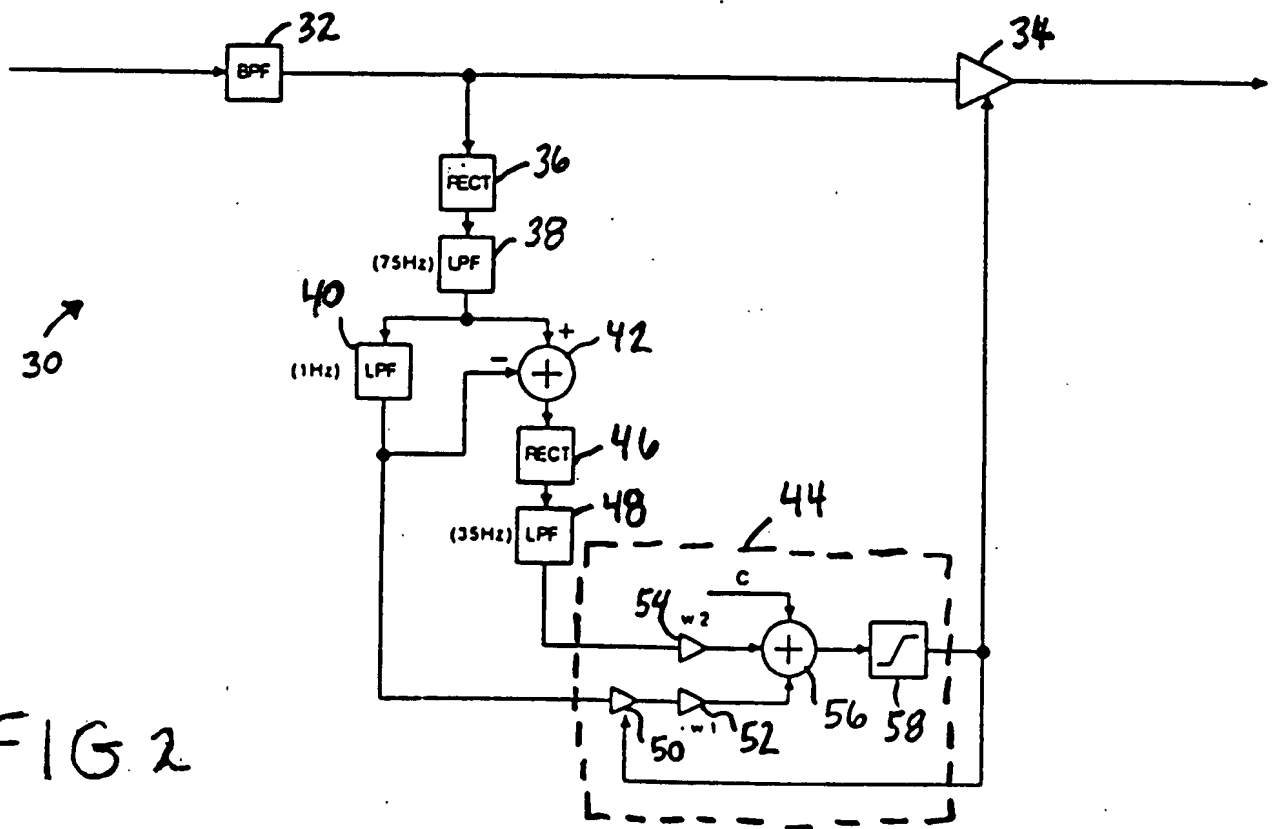 32
BPF
34
36
RECT
38
(75Hz) LPF
40
+
42
30
(1Hz) LPF
-
+
RECT
46
48
(35Hz) LPF
44
C
54
w2
+
50
w1
52
56
58
FIG 2